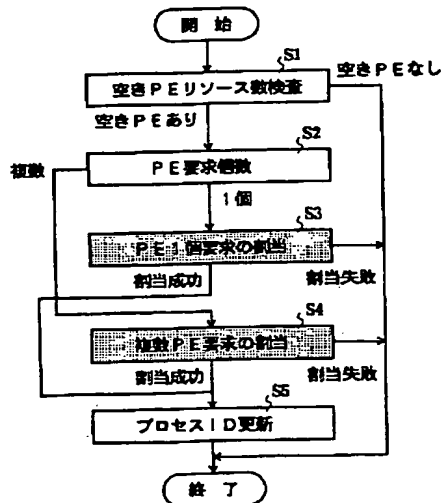 開 始
S1
空きPEなし
空きPEリソース数検査
空きPEあり
S2
複数
PE要求個数
1個
S3
PE1個要求の割当
割当成功
割当失敗
S4
複数PE要求の割当
割当成功
割当失敗
S5
プロセスID更新
終 了